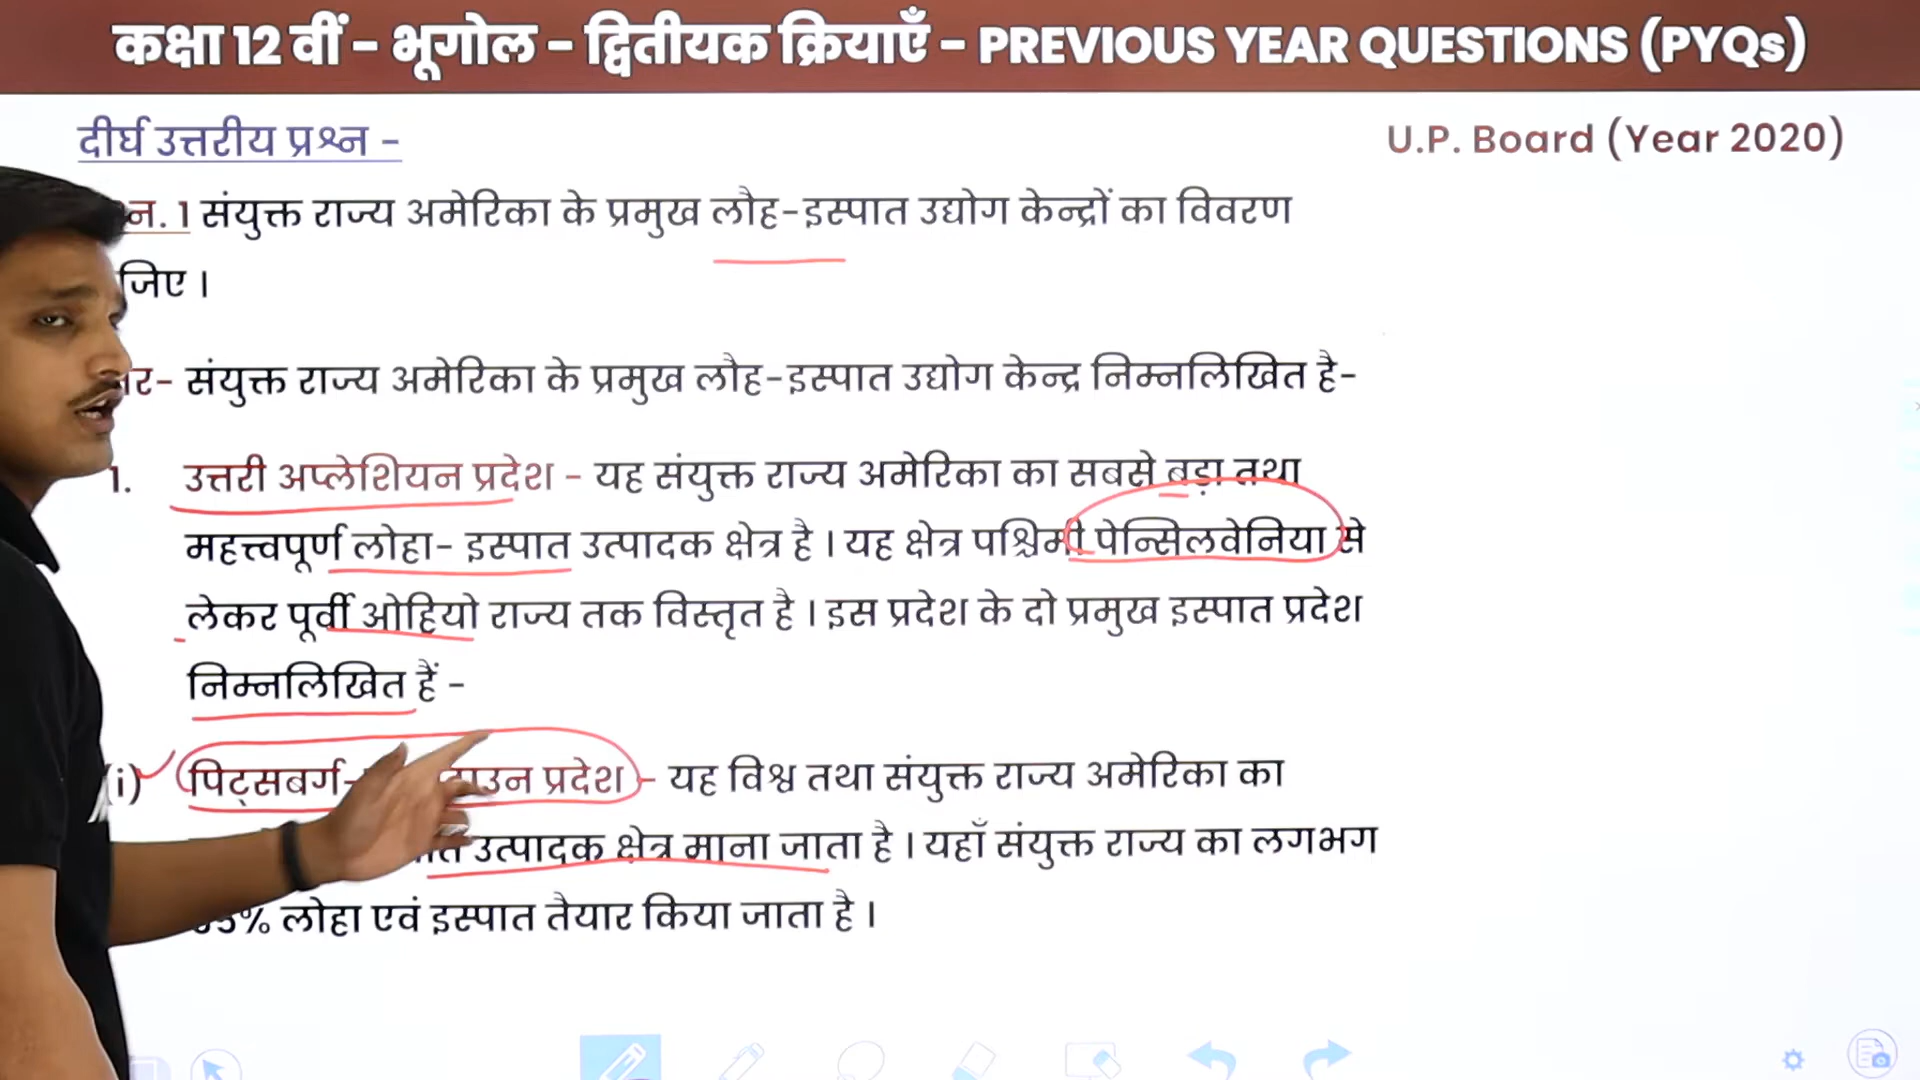 कक्षा 12 वीं – भूगोल – द्वितीयक क्रियाएँ – PREVIOUS YEAR QUESTIONS (PYQs)
दीर्घ उत्तरीय प्रश्न –
U.P. Board (Year 2020)
न. 1 संयुक्त राज्य अमेरिका के प्रमुख लौह-इस्पात उद्योग केन्द्रों का विवरण
जिए ।
र- संयुक्त राज्य अमेरिका के प्रमुख लौह-इस्पात उद्योग केन्द्र निम्नलिखित है-
1. उत्तरी अप्लेशियन प्रदेश - यह संयुक्त राज्य अमेरिका का सबसे बड़ा तथा
महत्त्वपूर्ण लोहा- इस्पात उत्पादक क्षेत्र है । यह क्षेत्र पश्चिमी पेन्सिलवेनिया से
लेकर पूर्वी ओहियो राज्य तक विस्तृत है । इस प्रदेश के दो प्रमुख इस्पात प्रदेश
निम्नलिखित हैं -
(i) पिट्सबर्ग- टाउन प्रदेश - यह विश्व तथा संयुक्त राज्य अमेरिका का
उत्पादक क्षेत्र माना जाता है । यहाँ संयुक्त राज्य का लगभग
% लोहा एवं इस्पात तैयार किया जाता है ।